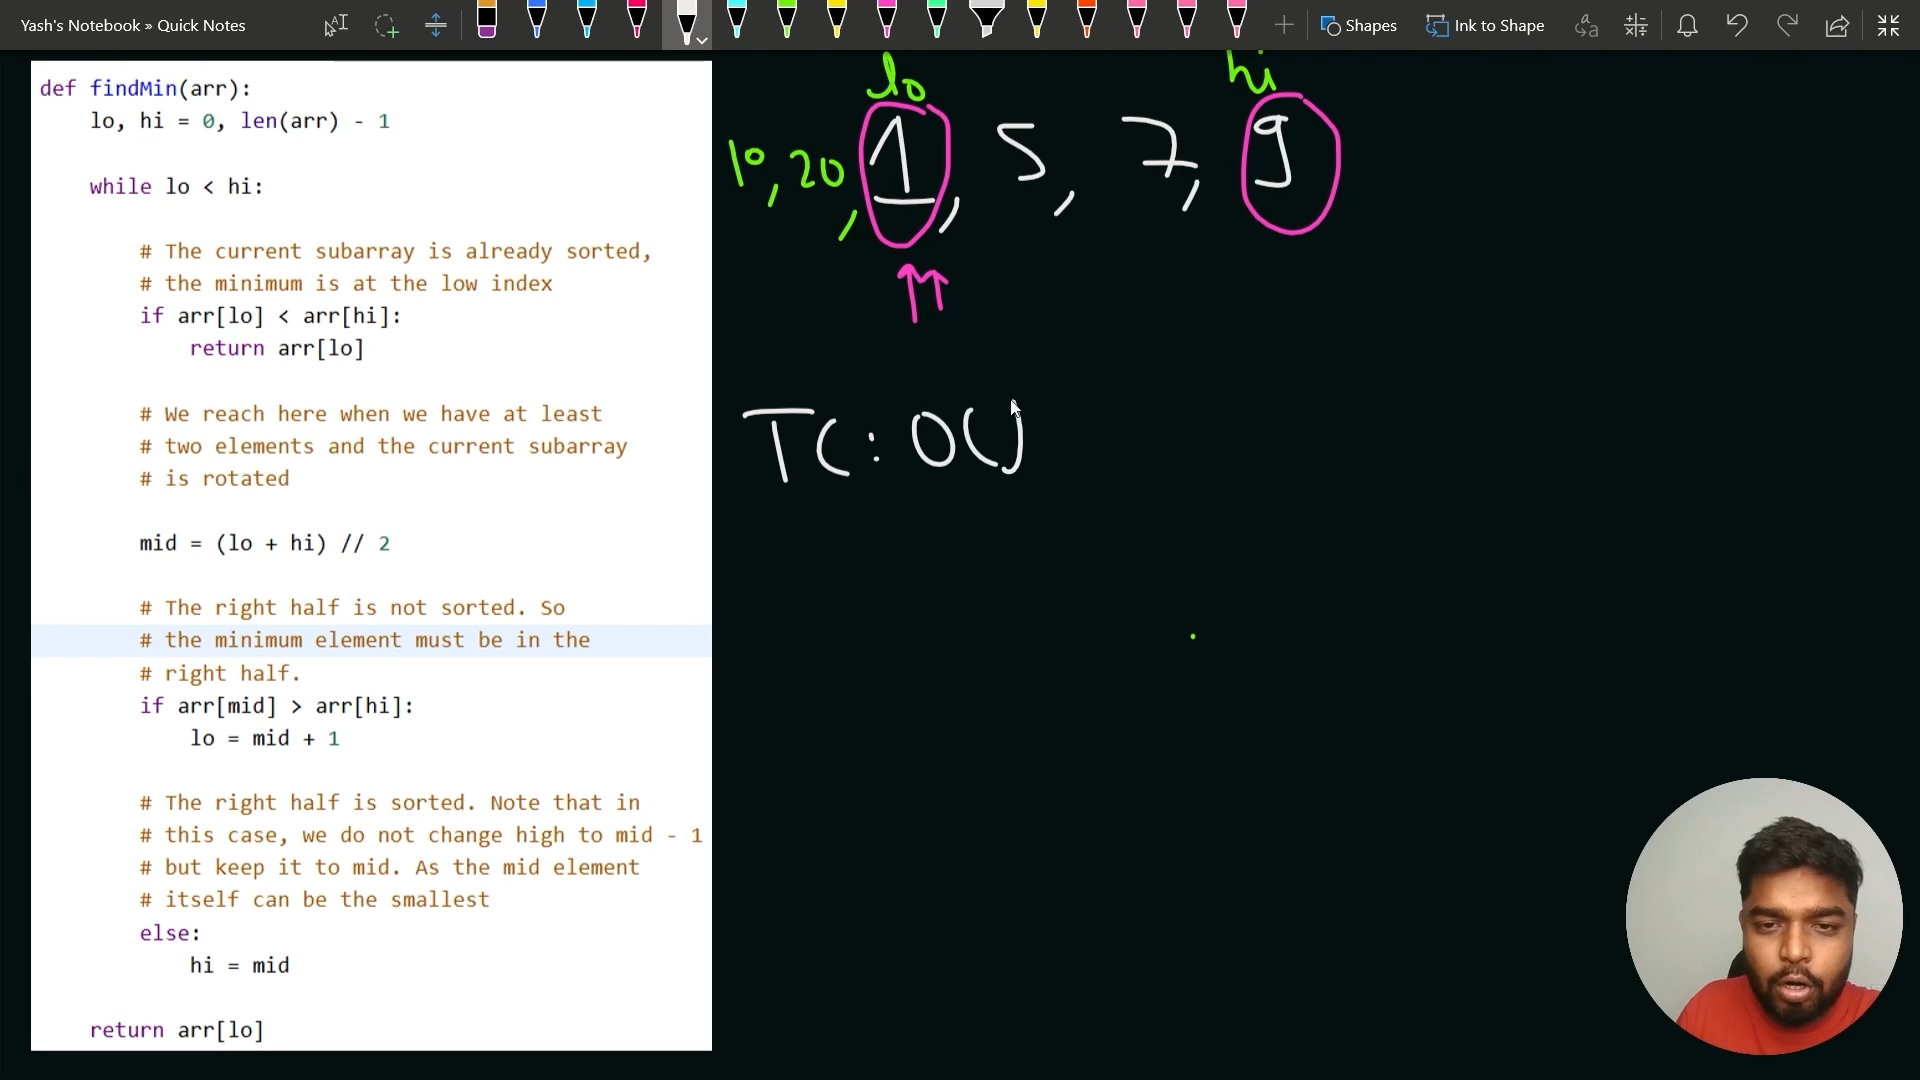 Yash's Notebook » Quick Notes
Shapes
Ink to Shape
def findMin(arr):
lo, hi = 0, len(arr) - 1
while lo < hi:
# The current subarray is already sorted,
# the minimum is at the low index
if arr[lo] < arr[hi]:
return arr[lo]
# We reach here when we have at least
# two elements and the current subarray
# is rotated
mid = (lo + hi) // 2
# The right half is not sorted. So
# the minimum element must be in the
# right half.
if arr[mid] > arr[hi]:
lo = mid + 1
# The right half is sorted. Note that in
# this case, we do not change high to mid - 1
# but keep it to mid. As the mid element
# itself can be the smallest
else:
hi = mid
return arr[lo]
lo hi
10, 20, 1, 5, 7, 9
TC: O()